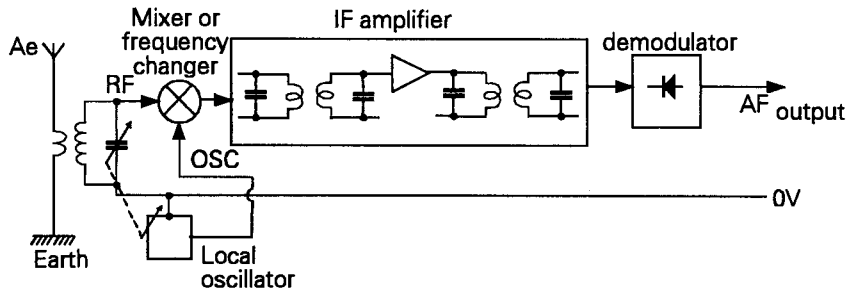 Mixer or
frequency
changer
IF amplifier
demodulator
Ae
RF
OSC
AF output
0V
Earth
Local
oscillator